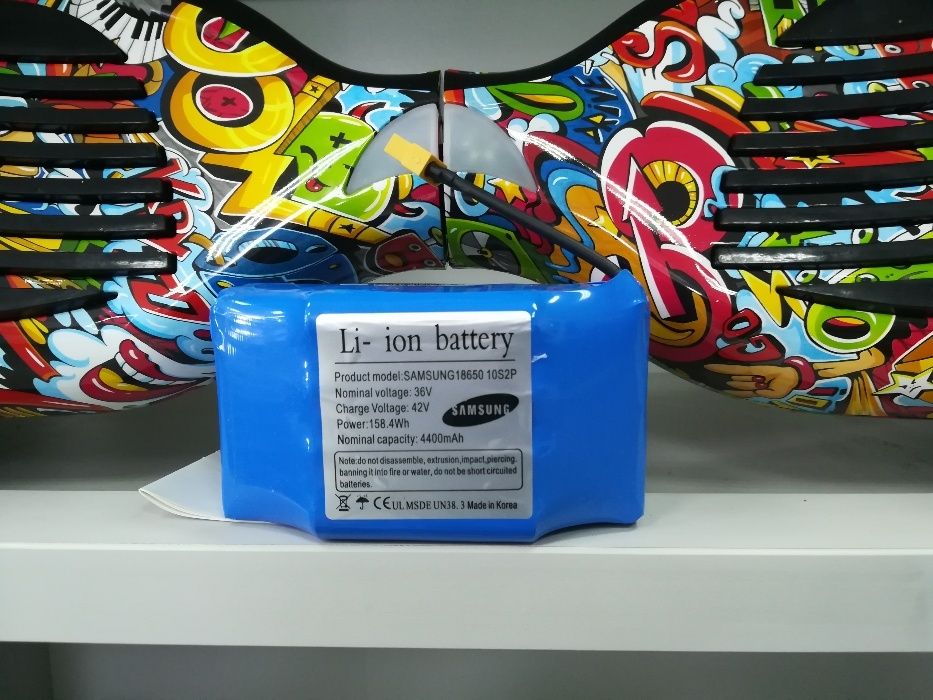 Li- ion battery
Product model:SAMSUNG18650 10S2P
Nominal voltage: 36V
Charge Voltage: 42V
SAMSUNG
Power:158.4Wh
Nominal capacity: 4400mAh
Note:do not disassemble, extrusion,impact,piercing.
banning it into fire or water, do not be short circuited
batteries.
CE UL MSDE UN38. 3 Made in Korea